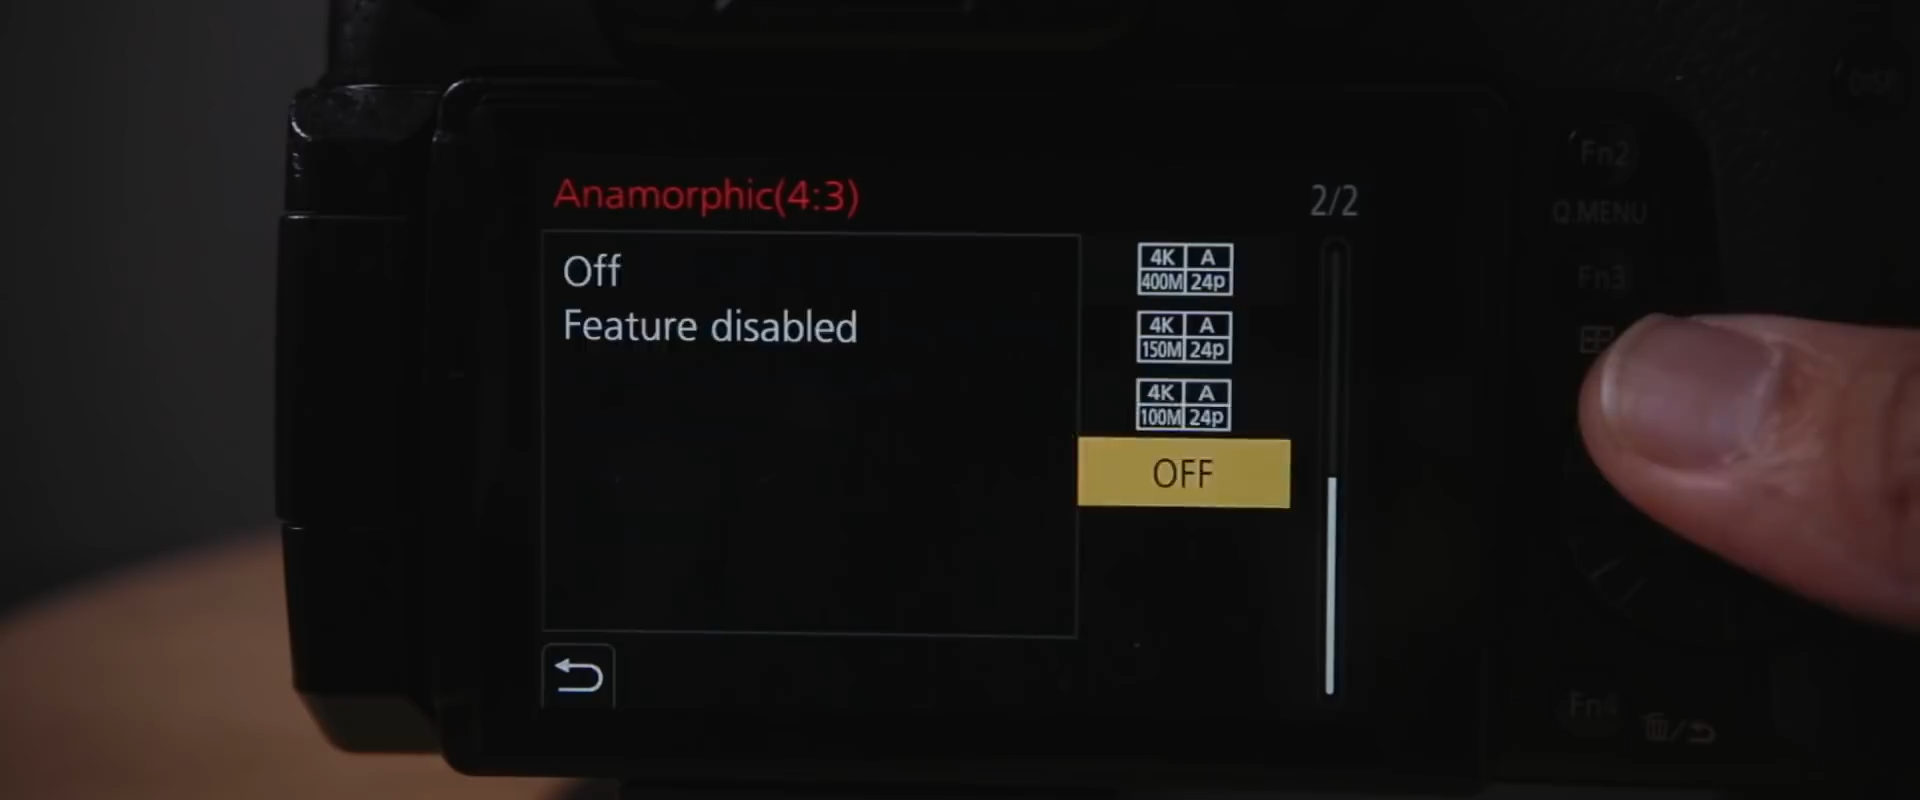 Anamorphic(4:3)
2/2
Off
Feature disabled
4K A
400M 24p
4K A
150M 24p
4K A
100M 24p
OFF
Fn2
Q.MENU
Fn3
Fn4